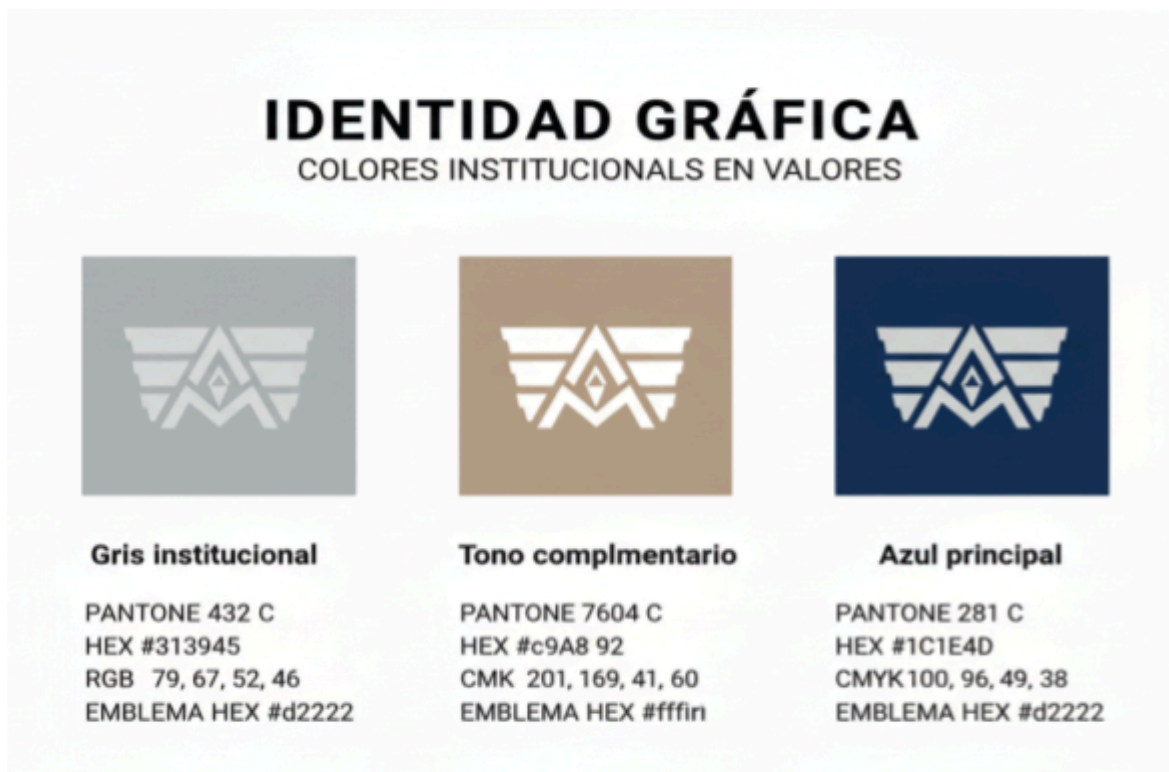 IDENTIDAD GRÁFICA
COLORES INSTITUCIONALS EN VALORES
Gris institucional
PANTONE 432 C
HEX #313945
RGB 79, 67, 52, 46
EMBLEMA HEX #d2222
Tono complmentario
PANTONE 7604 C
HEX #c9A8 92
CMK 201, 169, 41, 60
EMBLEMA HEX
Azul principal
PANTONE 281 C
HEX #1C1E4D
CMYK100, 96, 49, 38
EMBLEMA HEX #d2222